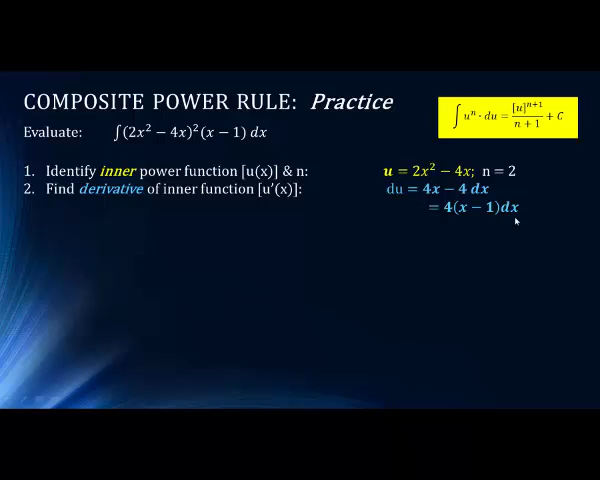 COMPOSITE POWER RULE: Practice
∫ uⁿ · du = [u]ⁿ⁺¹ / n + 1 + C
Evaluate: ∫(2x² − 4x)²(x − 1) dx
1. Identify inner power function [u(x)] & n: u = 2x² − 4x; n = 2
2. Find derivative of inner function [u′(x)]: du = 4x − 4 dx
= 4(x − 1)dx